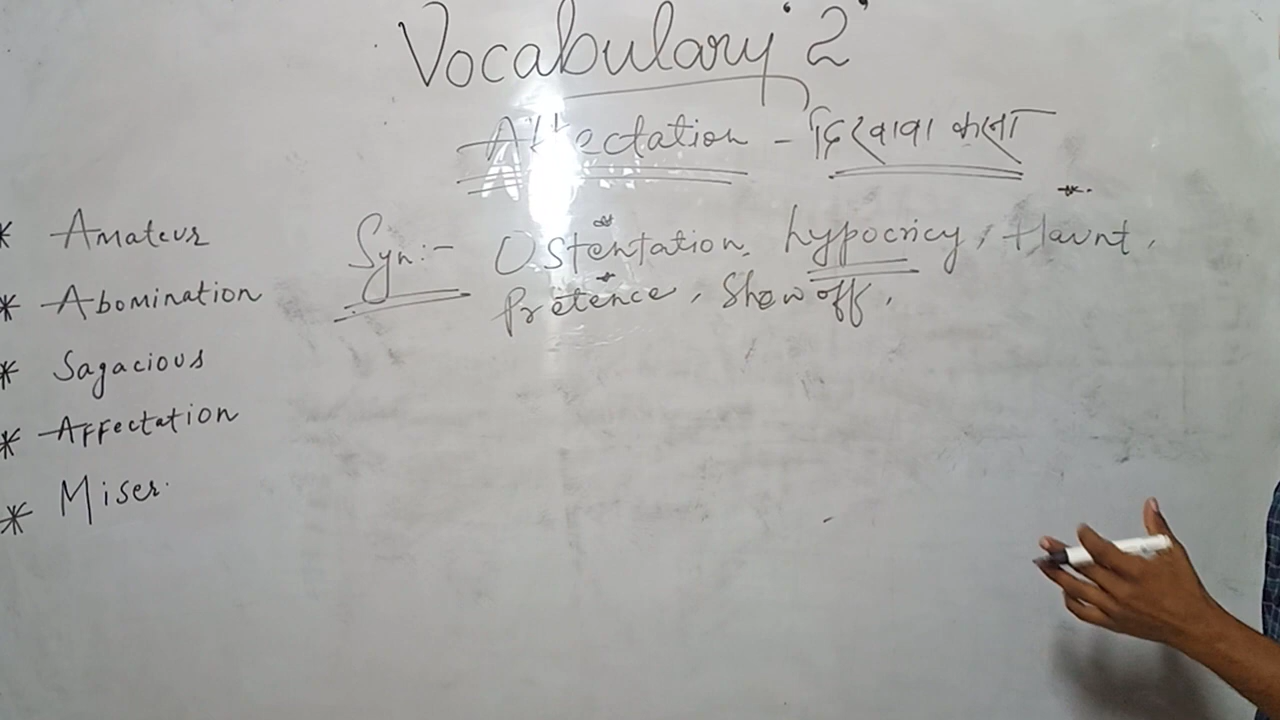 Vocabulary '2'
Affectation - दिखावा करना
Syn:- Ostentation, hypocricy, flaunt,
Pretence, Show off,
* Amateur
* Abomination
* Sagacious
* Affectation
* Miser